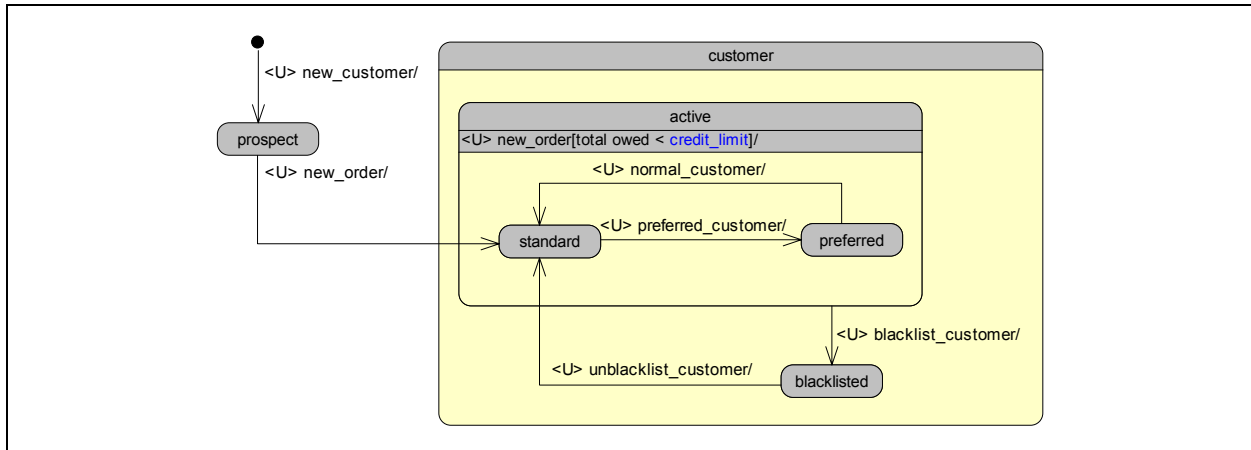 customer
<U> new_customer/
active
prospect
<U> new_order[total owed < credit_limit]/
<U> new_order/
<U> normal_customer/
<U> preferred_customer/
standard
preferred
<U> blacklist_customer/
<U> unblacklist_customer/
blacklisted